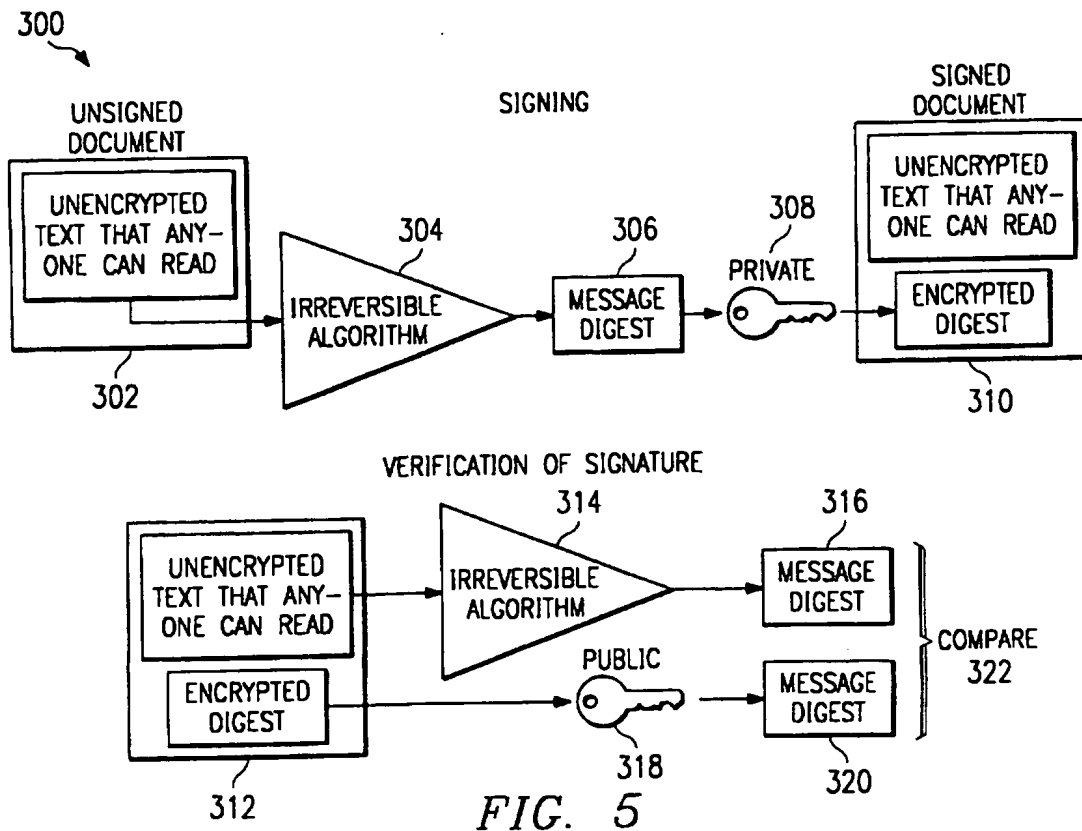 300
UNSIGNED
DOCUMENT
UNENCRYPTED
TEXT THAT ANY-
ONE CAN READ
302
SIGNING
304
IRREVERSIBLE
ALGORITHM
306
MESSAGE
DIGEST
308
PRIVATE
SIGNED
DOCUMENT
UNENCRYPTED
TEXT THAT ANY-
ONE CAN READ
ENCRYPTED
DIGEST
310
VERIFICATION OF SIGNATURE
UNENCRYPTED
TEXT THAT ANY-
ONE CAN READ
ENCRYPTED
DIGEST
312
314
IRREVERSIBLE
ALGORITHM
316
MESSAGE
DIGEST
PUBLIC
318
MESSAGE
DIGEST
320
COMPARE
322
FIG. 5